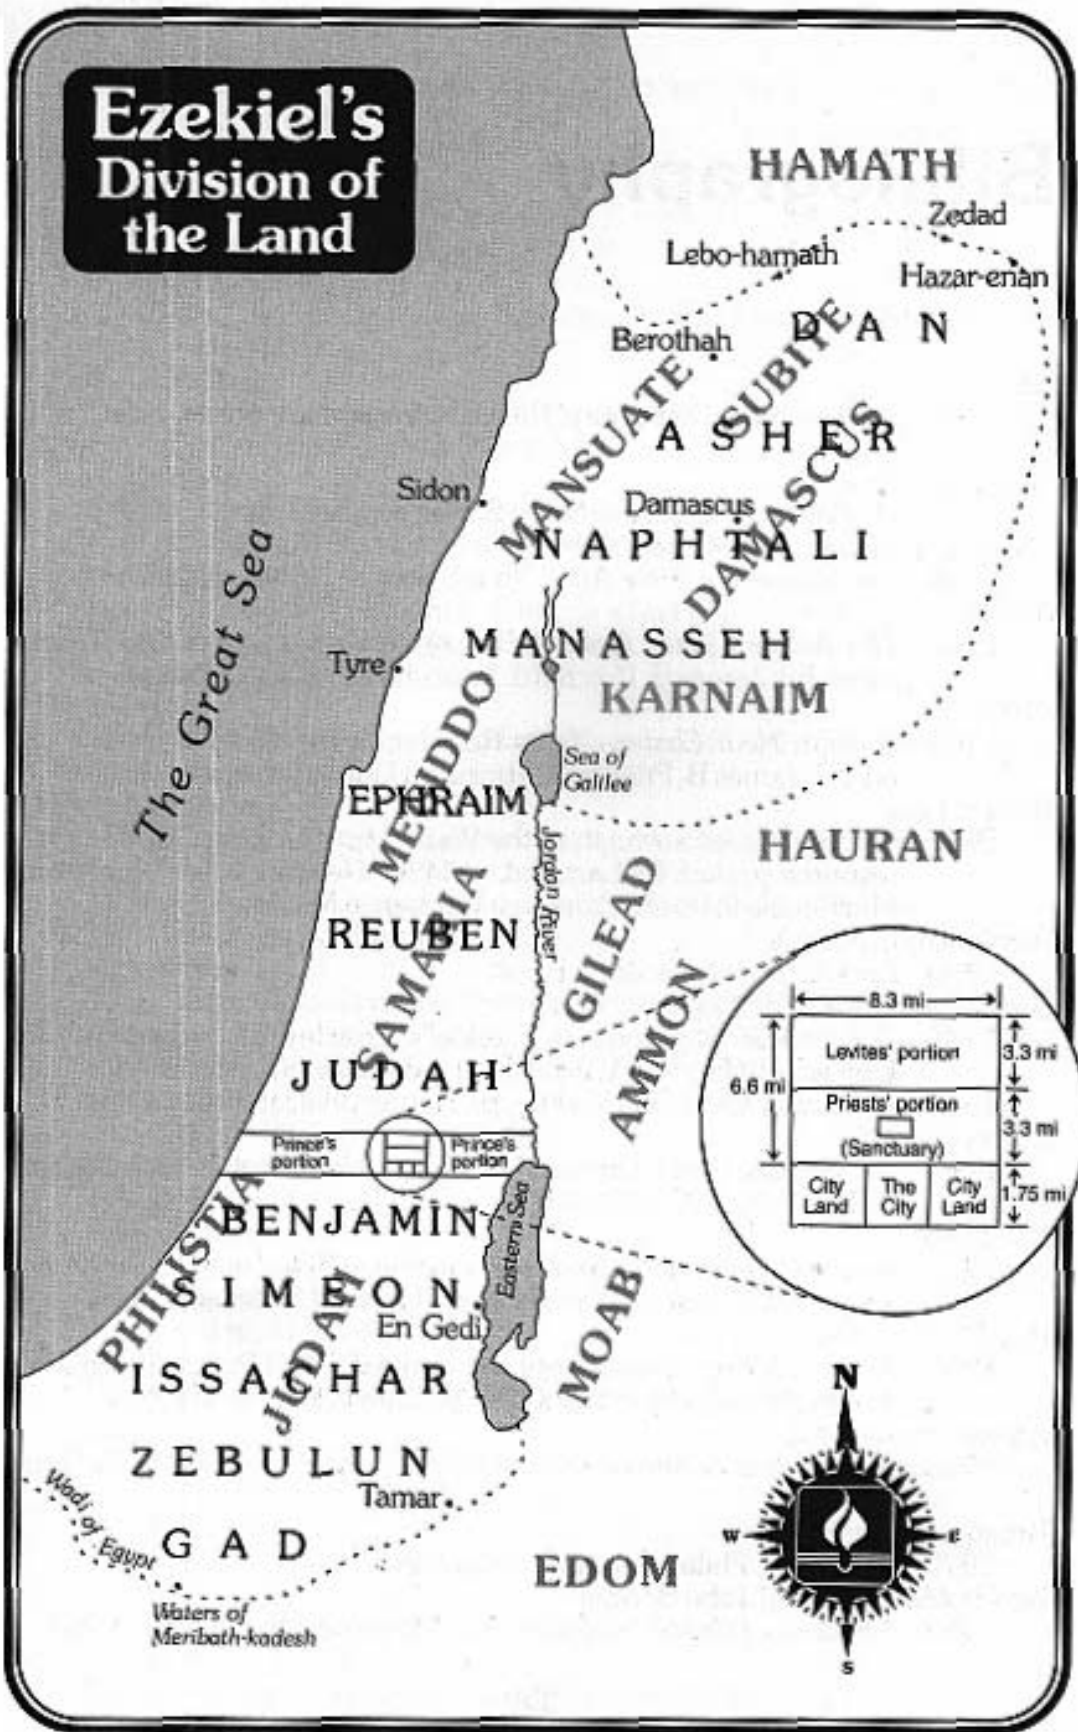 Ezekiel's
Division of
the Land
HAMATH
Zedad
Lebo-hamath
Hazar-enan
Berothah
DAN
MANSUATE
SUBITE
ASHER
Sidon
Damascus
NAPHTALI
DAMASCUS
The Great Sea
MANASSEH
Tyre
KARNAIM
MEGIDDO
Sea of
Galilee
EPHRAIM
HAURAN
Jordan River
SAMARIA
REUBEN
GILEAD
AMMON
JUDAH
8.3 mi
Levites' portion
3.3 mi
6.6 mi
Priests' portion
3.3 mi
(Sanctuary)
City
Land
The
City
City
Land
1.75 mi
Prince's
portion
Prince's
portion
PHILISTIA
BENJAMIN
Eastern Sea
SIMEON
En Gedi
MOAB
JUDAH
ISSACHAR
ZEBULUN
Tamar
Wadi of Egypt
GAD
EDOM
Waters of
Meribath-kadesh
N
W
E
S